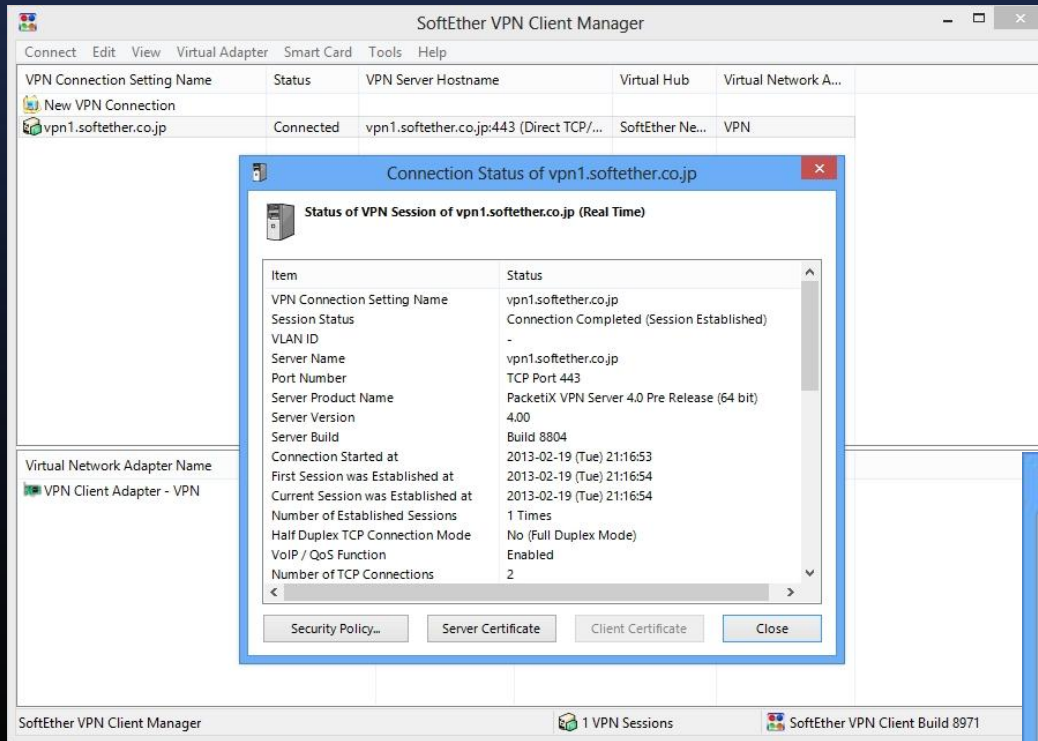 SoftEther VPN Client Manager
Connect Edit View Virtual Adapter Smart Card Tools Help
VPN Connection Setting Name Status VPN Server Hostname Virtual Hub Virtual Network A...
New VPN Connection
vpn1.softether.co.jp Connected vpn1.softether.co.jp:443 (Direct TCP/... SoftEther Ne... VPN
Connection Status of vpn1.softether.co.jp
Status of VPN Session of vpn1.softether.co.jp (Real Time)
Item Status
VPN Connection Setting Name vpn1.softether.co.jp
Session Status Connection Completed (Session Established)
VLAN ID -
Server Name vpn1.softether.co.jp
Port Number TCP Port 443
Server Product Name PacketiX VPN Server 4.0 Pre Release (64 bit)
Server Version 4.00
Server Build Build 8804
Connection Started at 2013-02-19 (Tue) 21:16:53
First Session was Established at 2013-02-19 (Tue) 21:16:54
Current Session was Established at 2013-02-19 (Tue) 21:16:54
Number of Established Sessions 1 Times
Half Duplex TCP Connection Mode No (Full Duplex Mode)
VoIP / QoS Function Enabled
Number of TCP Connections 2
Security Policy... Server Certificate Client Certificate Close
Virtual Network Adapter Name
VPN Client Adapter - VPN
SoftEther VPN Client Manager 1 VPN Sessions SoftEther VPN Client Build 8971